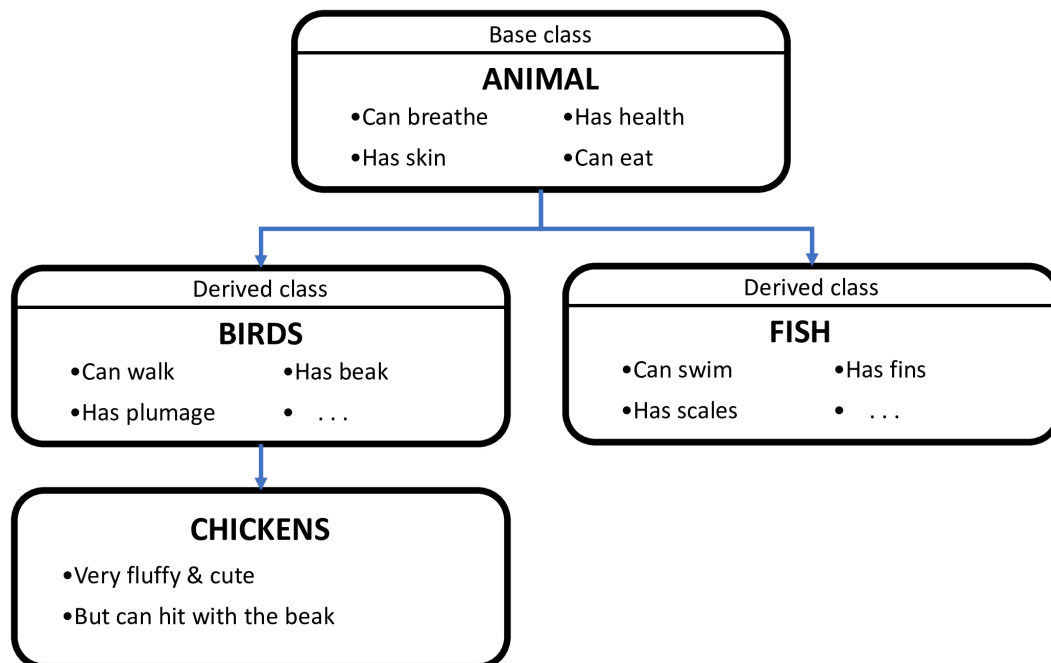 Base class
ANIMAL
•Can breathe •Has health
•Has skin •Can eat
Derived class
BIRDS
•Can walk •Has beak
•Has plumage • . . .
Derived class
FISH
•Can swim •Has fins
•Has scales • . . .
CHICKENS
•Very fluffy & cute
•But can hit with the beak